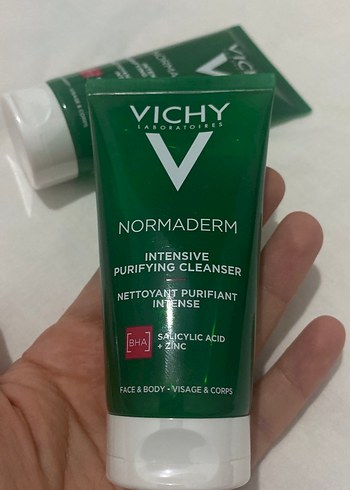 VICHY
LABORATOIRES
NORMADERM
INTENSIVE
PURIFYING CLEANSER
NETTOYANT PURIFIANT
INTENSE
[BHA] SALICYLIC ACID
+ ZINC
FACE & BODY - VISAGE & CORPS